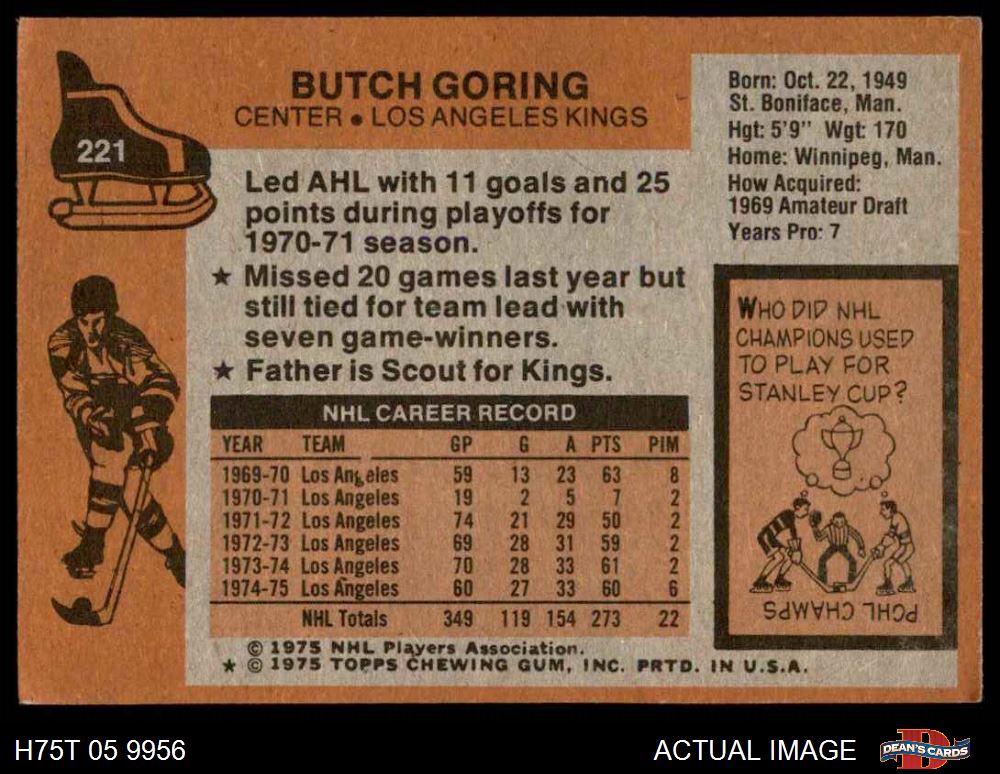 221
BUTCH GORING
CENTER • LOS ANGELES KINGS
Led AHL with 11 goals and 25
points during playoffs for
1970-71 season.
★ Missed 20 games last year but
still tied for team lead with
seven game-winners.
★ Father is Scout for Kings.
Born: Oct. 22, 1949
St. Boniface, Man.
Hgt: 5'9" Wgt: 170
Home: Winnipeg, Man.
How Acquired:
1969 Amateur Draft
Years Pro: 7
NHL CAREER RECORD
YEAR TEAM GP G A PTS PIM
1969-70 Los Angeles 59 13 23 63 8
1970-71 Los Angeles 19 2 5 7 2
1971-72 Los Angeles 74 21 29 50 2
1972-73 Los Angeles 69 28 31 59 2
1973-74 Los Angeles 70 28 33 61 2
1974-75 Los Angeles 60 27 33 60 6
NHL Totals 349 119 154 273 22
WHO DID NHL
CHAMPIONS USED
TO PLAY FOR
STANLEY CUP?
PCHL CHAMPS
© 1975 NHL Players Association.
★ © 1975 TOPPS CHEWING GUM, INC. PRTD. IN U.S.A.
H75T 05 9956
ACTUAL IMAGE
DEAN'S CARDS